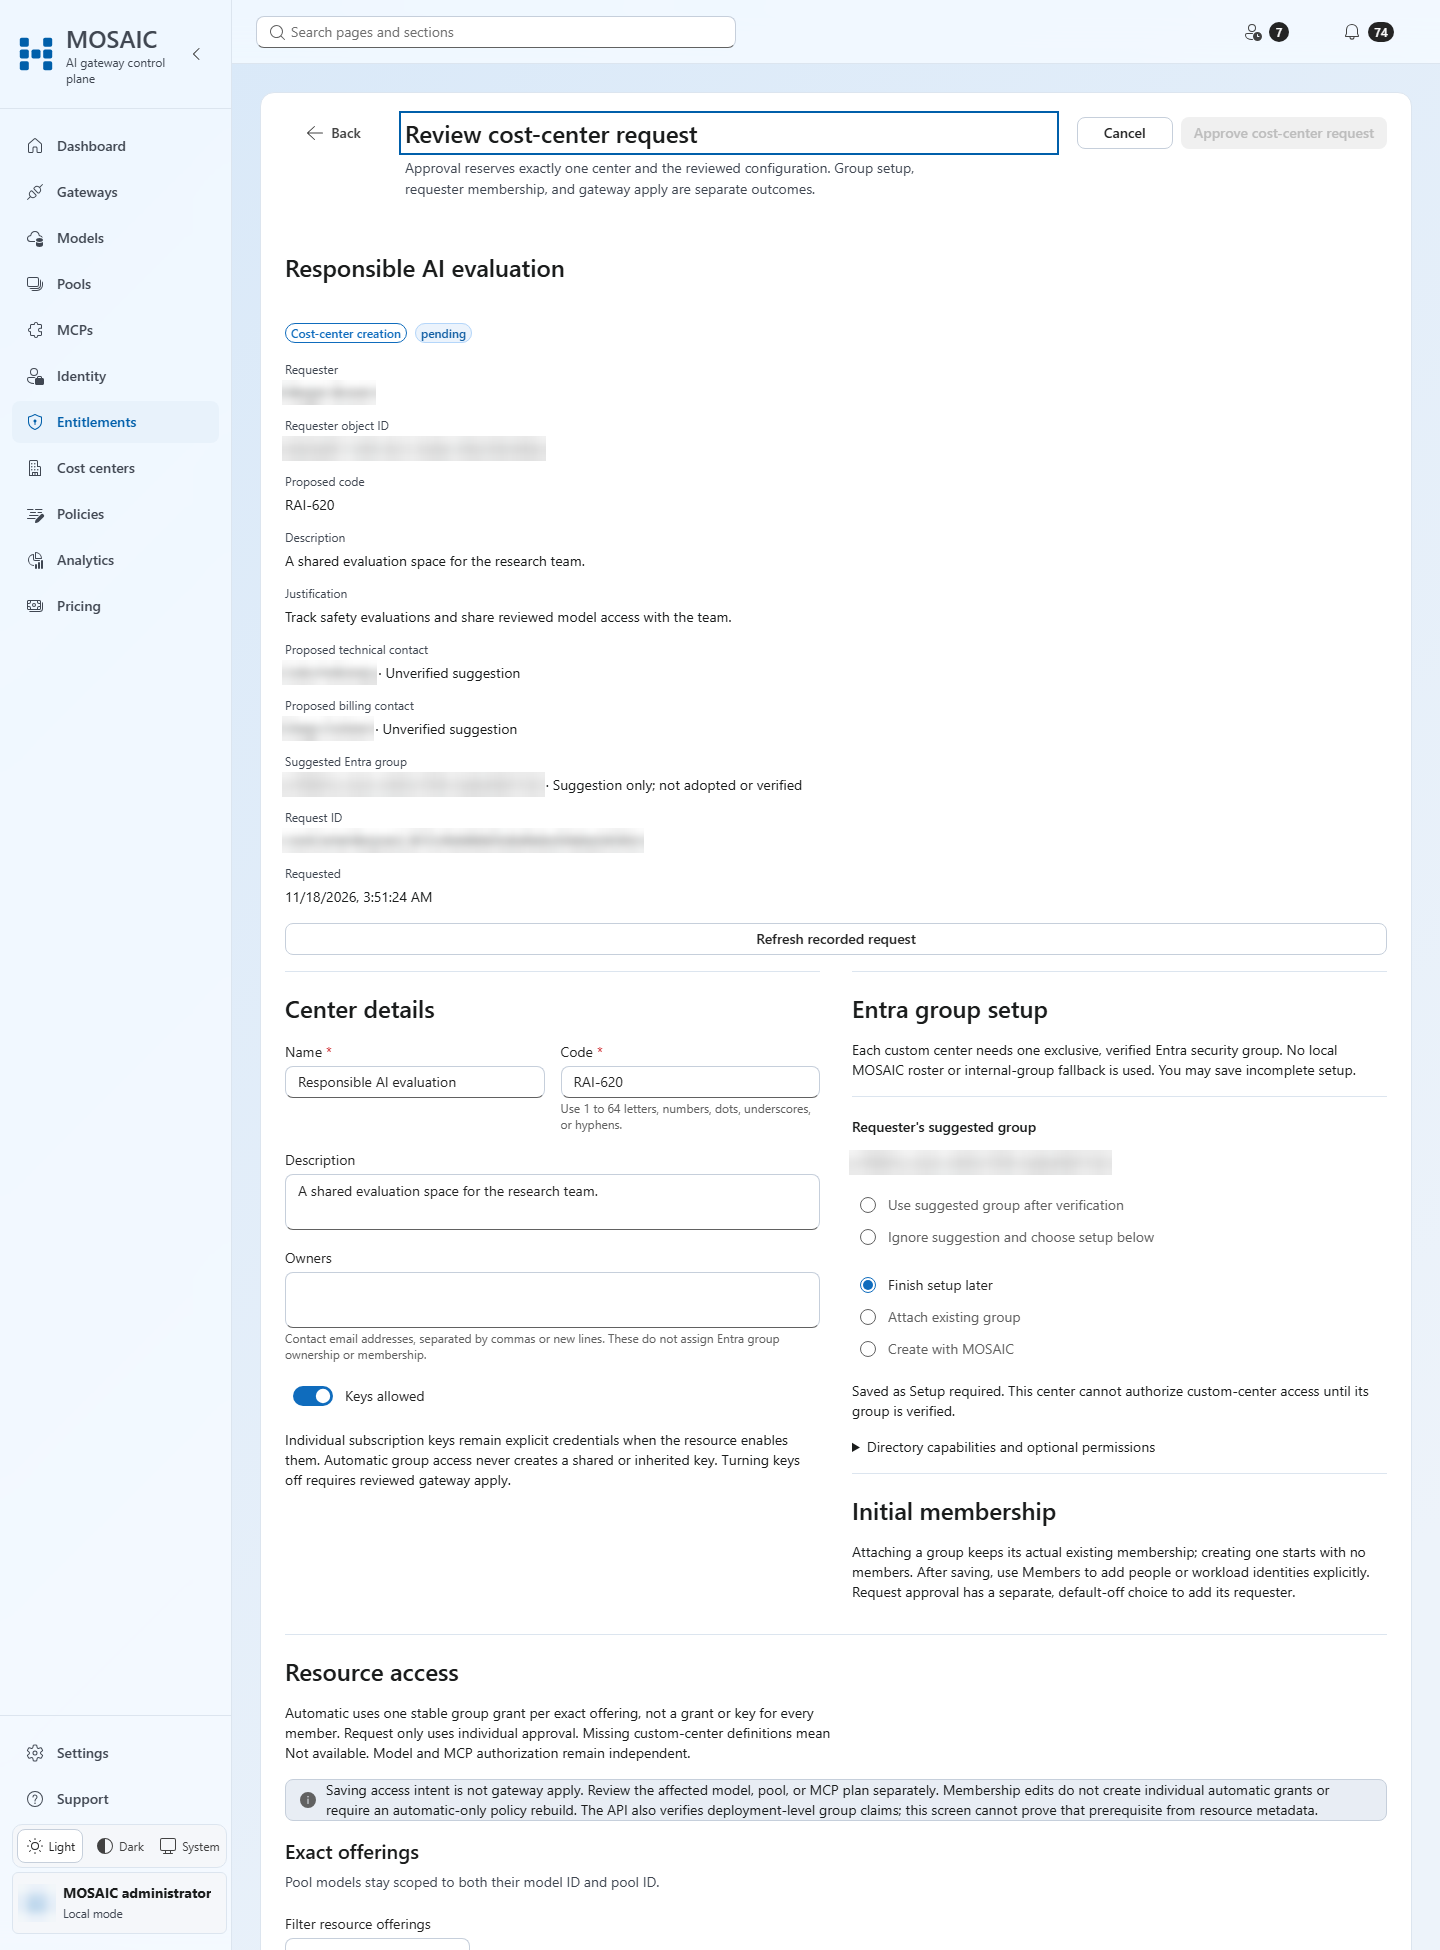 MOSAIC
AI gateway control
plane
Search pages and sections
7
74
Dashboard
Gateways
Models
Pools
MCPs
Identity
Entitlements
Cost centers
Policies
Analytics
Pricing
Settings
Support
Light
Dark
System
MOSAIC administrator
Local mode
Back
Review cost-center request
Cancel
Approve cost-center request
Approval reserves exactly one center and the reviewed configuration. Group setup,
requester membership, and gateway apply are separate outcomes.
Responsible AI evaluation
Cost-center creation
pending
Requester
Requester object ID
Proposed code
RAI-620
Description
A shared evaluation space for the research team.
Justification
Track safety evaluations and share reviewed model access with the team.
Proposed technical contact
· Unverified suggestion
Proposed billing contact
· Unverified suggestion
Suggested Entra group
· Suggestion only; not adopted or verified
Request ID
Requested
11/18/2026, 3:51:24 AM
Refresh recorded request
Center details
Name *
Responsible AI evaluation
Code *
RAI-620
Use 1 to 64 letters, numbers, dots, underscores,
or hyphens.
Description
A shared evaluation space for the research team.
Owners
Contact email addresses, separated by commas or new lines. These do not assign Entra group
ownership or membership.
Keys allowed
Individual subscription keys remain explicit credentials when the resource enables
them. Automatic group access never creates a shared or inherited key. Turning keys
off requires reviewed gateway apply.
Entra group setup
Each custom center needs one exclusive, verified Entra security group. No local
MOSAIC roster or internal-group fallback is used. You may save incomplete setup.
Requester's suggested group
Use suggested group after verification
Ignore suggestion and choose setup below
Finish setup later
Attach existing group
Create with MOSAIC
Saved as Setup required. This center cannot authorize custom-center access until its
group is verified.
Directory capabilities and optional permissions
Initial membership
Attaching a group keeps its actual existing membership; creating one starts with no
members. After saving, use Members to add people or workload identities explicitly.
Request approval has a separate, default-off choice to add its requester.
Resource access
Automatic uses one stable group grant per exact offering, not a grant or key for every
member. Request only uses individual approval. Missing custom-center definitions mean
Not available. Model and MCP authorization remain independent.
Saving access intent is not gateway apply. Review the affected model, pool, or MCP plan separately. Membership edits do not create individual automatic grants or
require an automatic-only policy rebuild. The API also verifies deployment-level group claims; this screen cannot prove that prerequisite from resource metadata.
Exact offerings
Pool models stay scoped to both their model ID and pool ID.
Filter resource offerings